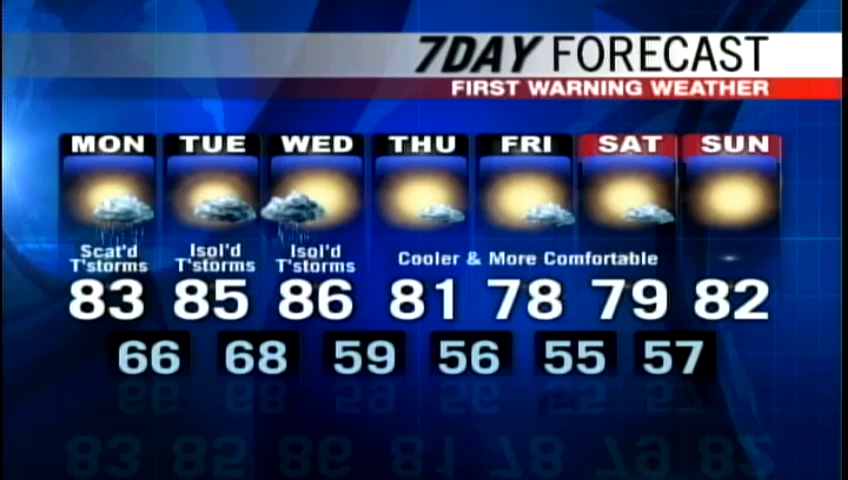 7DAY FORECAST
FIRST WARNING WEATHER
MON TUE WED THU FRI SAT SUN
Scat'd Isol'd Isol'd
T'storms T'storms T'storms Cooler & More Comfortable
83 85 86 81 78 79 82
66 68 59 56 55 57